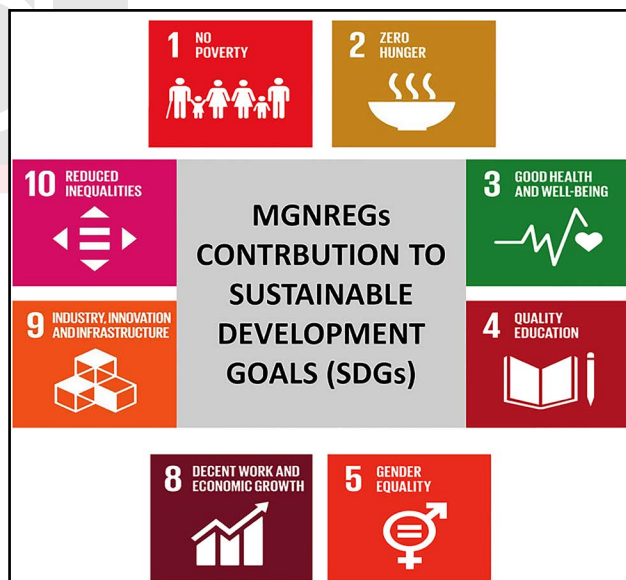 1 NO
POVERTY
2 ZERO
HUNGER
10 REDUCED
INEQUALITIES
3 GOOD HEALTH
AND WELL-BEING
MGNREGs
CONTRBUTION TO
SUSTAINABLE
DEVELOPMENT
GOALS (SDGs)
9 INDUSTRY, INNOVATION
AND INFRASTRUCTURE
4 QUALITY
EDUCATION
8 DECENT WORK AND
ECONOMIC GROWTH
5 GENDER
EQUALITY